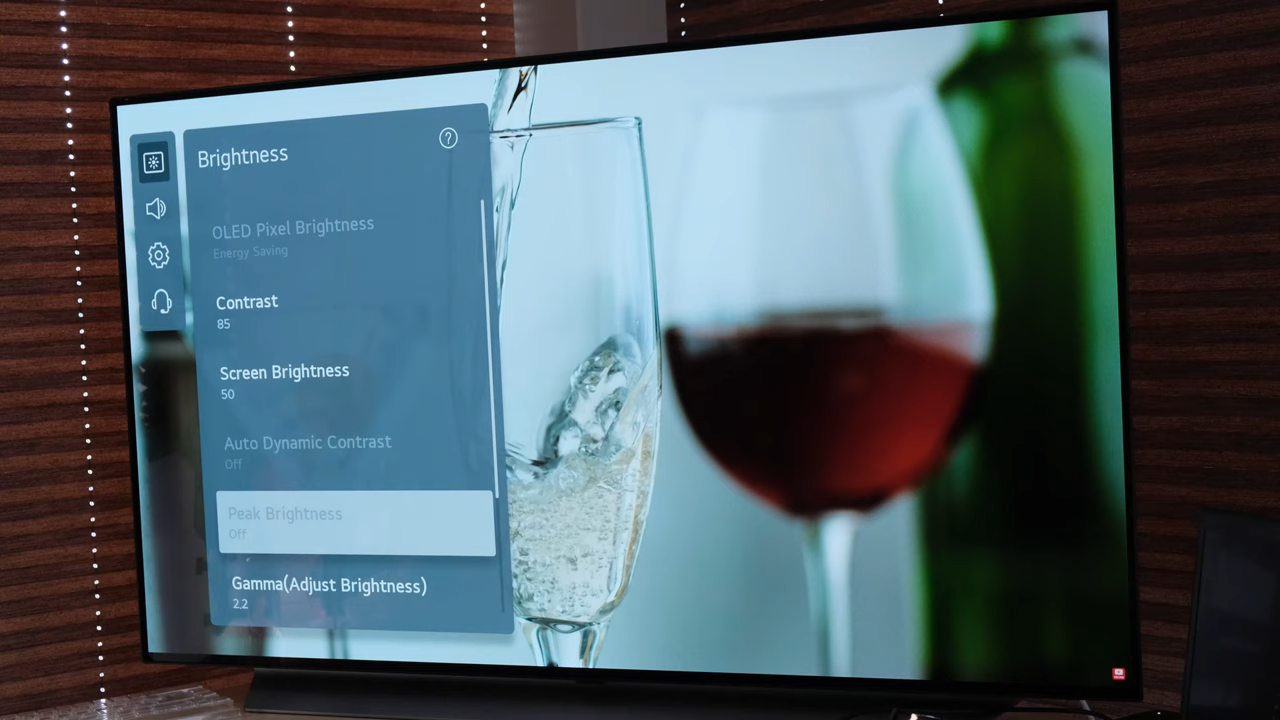 Brightness
?
OLED Pixel Brightness
Energy Saving
Contrast
85
Screen Brightness
50
Auto Dynamic Contrast
Off
Peak Brightness
Off
Gamma(Adjust Brightness)
2.2